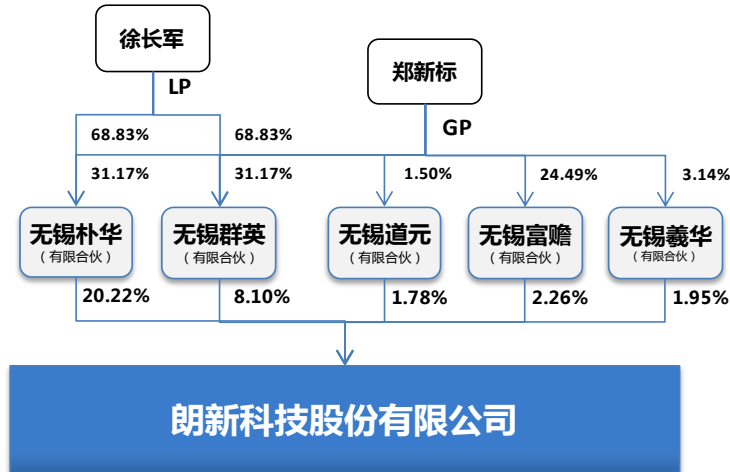 徐长军
郑新标
LP
GP
68.83%
68.83%
31.17%
31.17%
1.50%
24.49%
3.14%
无锡朴华
（有限合伙）
无锡群英
（有限合伙）
无锡道元
（有限合伙）
无锡富赡
（有限合伙）
无锡羲华
（有限合伙）
20.22%
8.10%
1.78%
2.26%
1.95%
朗新科技股份有限公司